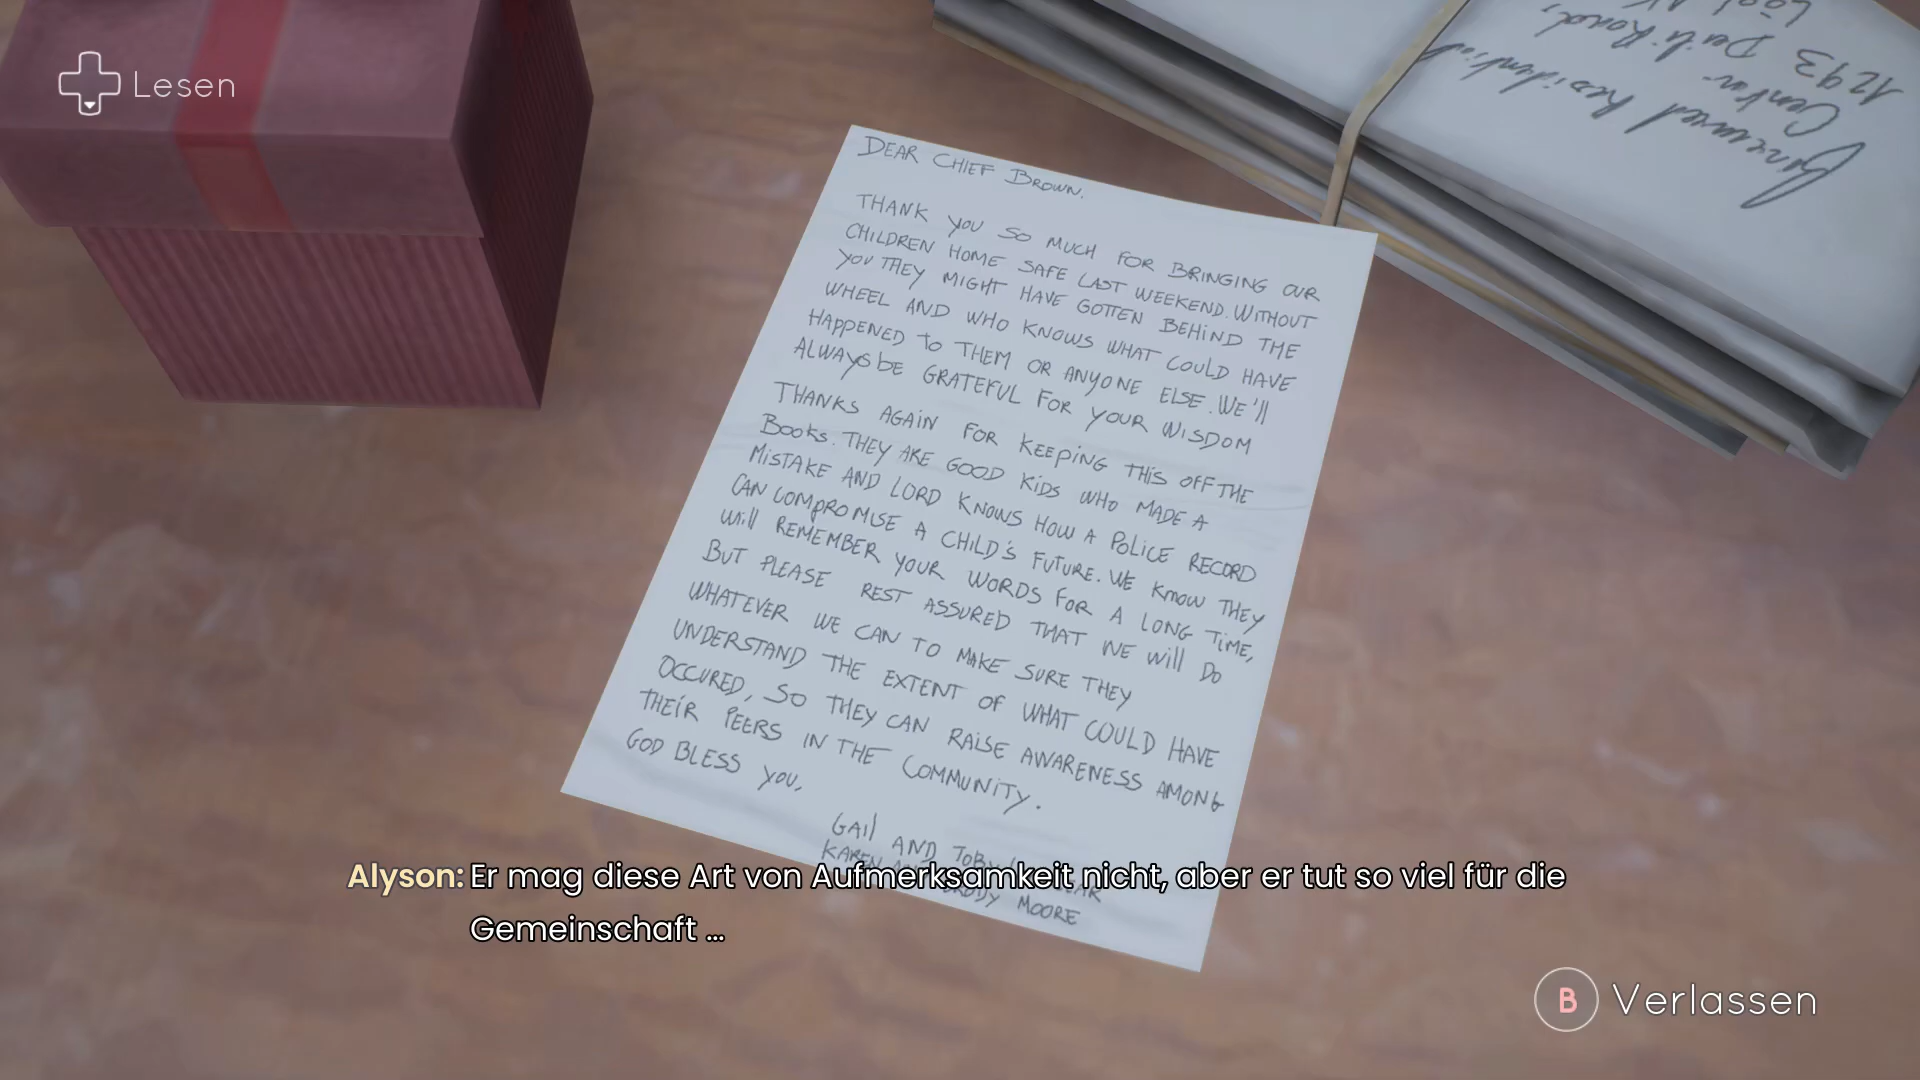 Lesen
Residential
Center
1293
Road,
DEAR CHIEF BROWN.
THANK YOU SO MUCH FOR BRINGING OUR
CHILDREN HOME SAFE LAST WEEKEND. WITHOUT
YOU THEY MIGHT HAVE GOTTEN BEHIND THE
WHEEL AND WHO KNOWS WHAT COULD HAVE
HAPPENED TO THEM OR ANYONE ELSE. WE'll
ALWAYS bE GRATEFUL FOR YOUR WISDOM
THANKS AGAIN FOR KEEPiNG THiS OFF THE
Books. THEY ARE GOOD KiDS WHO MADE A
MiSTAKE AND LORD KNOWS HOW A POLiCE RECORD
CAN COMPROMISE A CHILD'S FUTURE. WE KNOW THEY
Will REMEMBER YOUR WORDS FOR A LONG TiME,
BUT PLEASE REST ASSURED THAT WE Will DO
WHATEVER WE CAN TO MAKE SURE THEY
UNDERSTAND THE EXTENT OF WHAT COULD HAVE
OCCURED, SO THEY CAN RAiSE AWARENESS AMONG
THEiR PEERS IN THE COMMUNiTY.
GOD BLESS YOU,
GAil AND TOBY
KAREN BRODY MOORE
Alyson: Er mag diese Art von Aufmerksamkeit nicht, aber er tut so viel für die
Gemeinschaft ...
B Verlassen